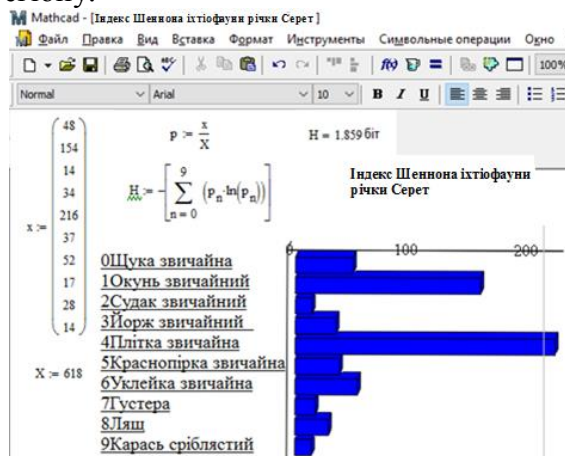 Mathcad - [Індекс Шеннона іхтіофауни річки Серет]
Файл Правка Вид Вставка Формат Инструменты Символьные операции Окно
100%
Normal Arial 10 B I U
48
154
14
34
216
37
52
17
28
14
x :=
p := x/X
H = 1.859 біт
H := -[∑ (pn·ln(pn))]
9
n = 0
Індекс Шеннона іхтіофауни
річки Серет
100 200
0Щука звичайна
1Окунь звичайний
2Судак звичайний
3Йорж звичайний
4Плітка звичайна
5Краснопірка звичайна
6Уклейка звичайна
7Густера
8Лящ
9Карась сріблястий
X := 618